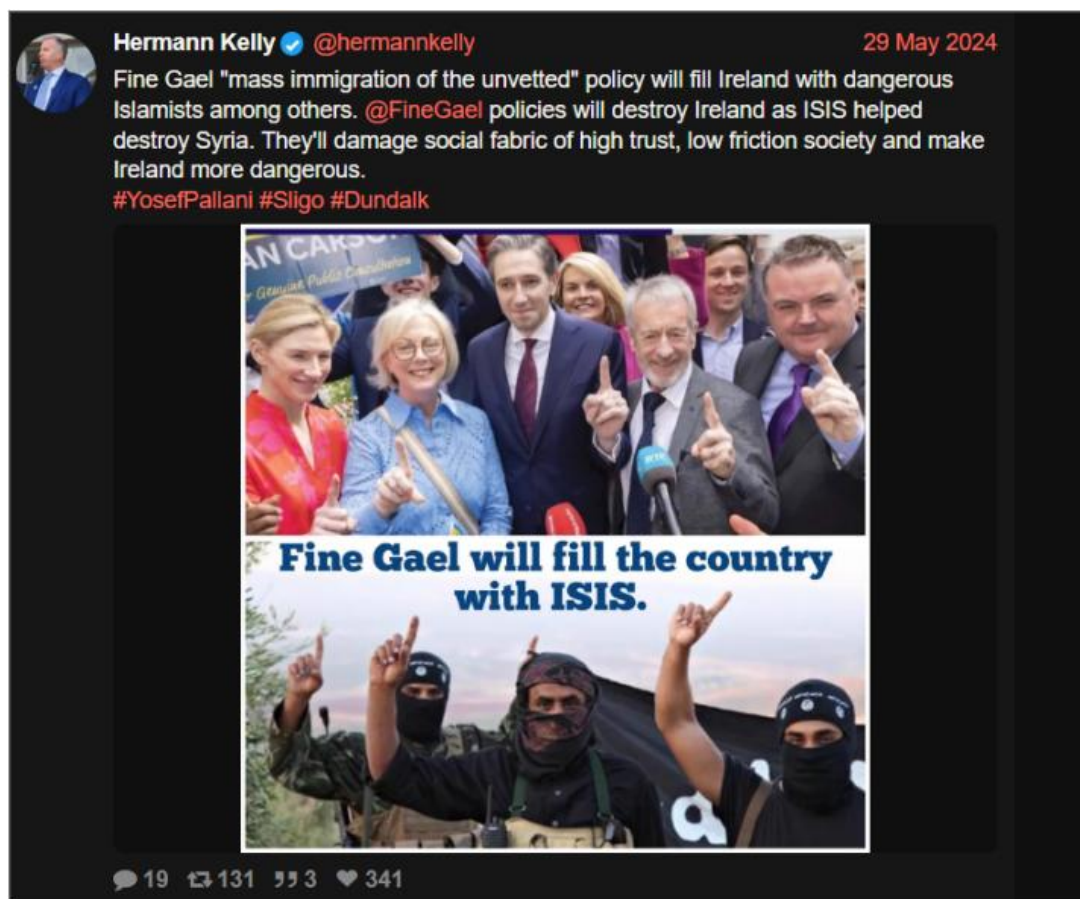 Hermann Kelly @hermannkelly 29 May 2024
Fine Gael "mass immigration of the unvetted" policy will fill Ireland with dangerous
Islamists among others. @FineGael policies will destroy Ireland as ISIS helped
destroy Syria. They'll damage social fabric of high trust, low friction society and make
Ireland more dangerous.
#YosefPallani #Sligo #Dundalk
AN CARSO
Genuine Public Consultation
RTÉ
Fine Gael will fill the country
with ISIS.
19 131 3 341